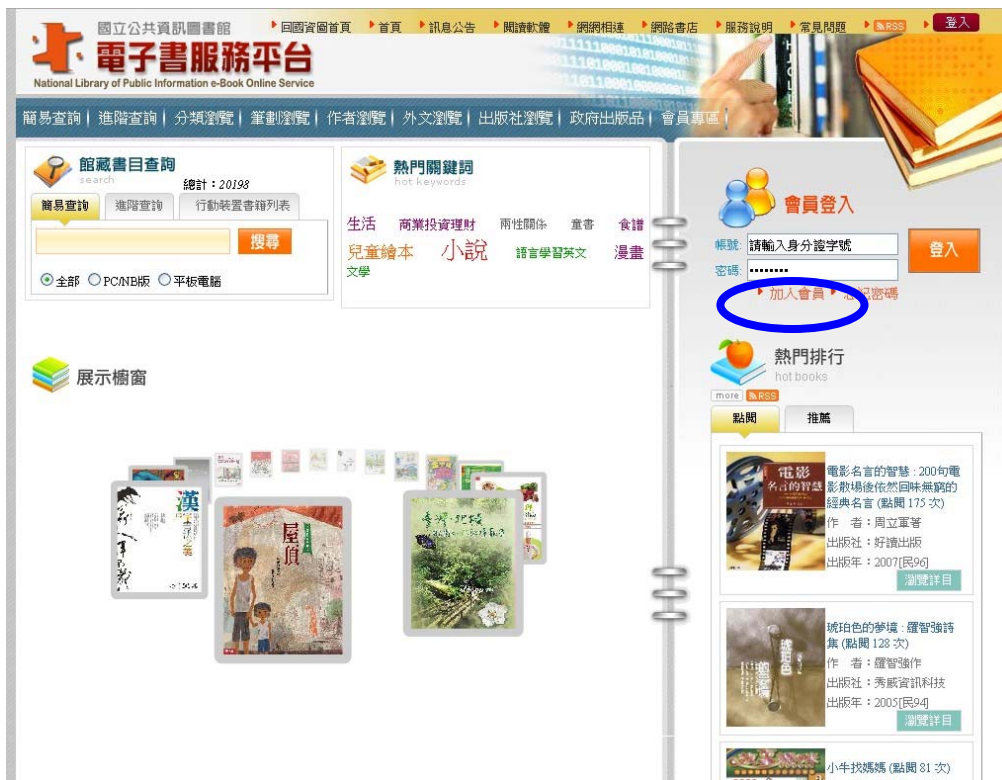 國立公共資訊圖書館
電子書服務平台
National Library of Public Information e-Book Online Service
回國資圖首頁 首頁 訊息公告 閱讀軟體 網網相連 網路書店 服務說明 常見問題 RSS 登入
簡易查詢 | 進階查詢 | 分類瀏覽 | 筆劃瀏覽 | 作者瀏覽 | 外文瀏覽 | 出版社瀏覽 | 政府出版品 | 會員專區 |
館藏書目查詢
search
總計：20198
簡易查詢 進階查詢 行動裝置書籍列表
搜尋
全部 PC/NB版 平板電腦
熱門關鍵詞
hot keywords
生活 商業投資理財 兩性關係 童書 食譜
兒童繪本 小說 語言學習英文 漫畫
文學
會員登入
帳號: 請輸入身分證字號
密碼:
登入
加入會員 忘記密碼
展示櫥窗
屋頂
熱門排行
hot books
more RSS
點閱 推薦
電影
名言的智慧
電影名言的智慧 : 200句電
影散場後依然回味無窮的
經典名言 (點閱 175 次)
作 者：周立軍著
出版社：好讀出版
出版年：2007[民96]
瀏覽詳目
琥珀色的夢境
琥珀色的夢境 : 羅智強詩
集 (點閱 128 次)
作 者：羅智強作
出版社：秀威資訊科技
出版年：2005[民94]
瀏覽詳目
小牛找媽媽 (點閱 81 次)